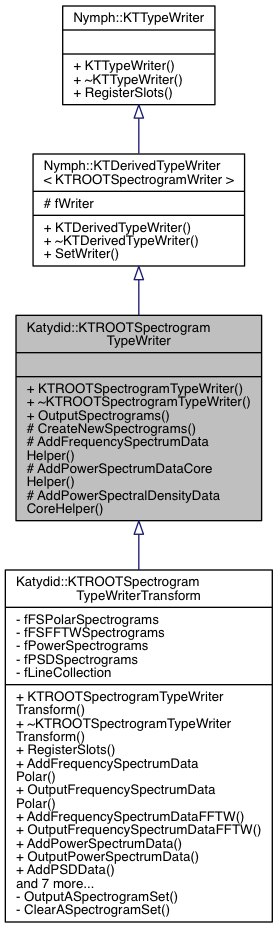 Nymph::KTTypeWriter
+ KTTypeWriter()
+ ~KTTypeWriter()
+ RegisterSlots()
Nymph::KTDerivedTypeWriter
< KTROOTSpectrogramWriter >
# fWriter
+ KTDerivedTypeWriter()
+ ~KTDerivedTypeWriter()
+ SetWriter()
Katydid::KTROOTSpectrogram
TypeWriter
+ KTROOTSpectrogramTypeWriter()
+ ~KTROOTSpectrogramTypeWriter()
+ OutputSpectrograms()
# CreateNewSpectrograms()
# AddFrequencySpectrumData
Helper()
# AddPowerSpectrumDataCore
Helper()
# AddPowerSpectralDensityData
CoreHelper()
Katydid::KTROOTSpectrogram
TypeWriterTransform
- fFSPolarSpectrograms
- fFSFFTWSpectrograms
- fPowerSpectrograms
- fPSDSpectrograms
- fLineCollection
+ KTROOTSpectrogramTypeWriter
Transform()
+ ~KTROOTSpectrogramTypeWriter
Transform()
+ RegisterSlots()
+ AddFrequencySpectrumData
Polar()
+ OutputFrequencySpectrumData
Polar()
+ AddFrequencySpectrumDataFFTW()
+ OutputFrequencySpectrumDataFFTW()
+ AddPowerSpectrumData()
+ OutputPowerSpectrumData()
+ AddPSDData()
and 7 more...
- OutputASpectrogramSet()
- ClearASpectrogramSet()